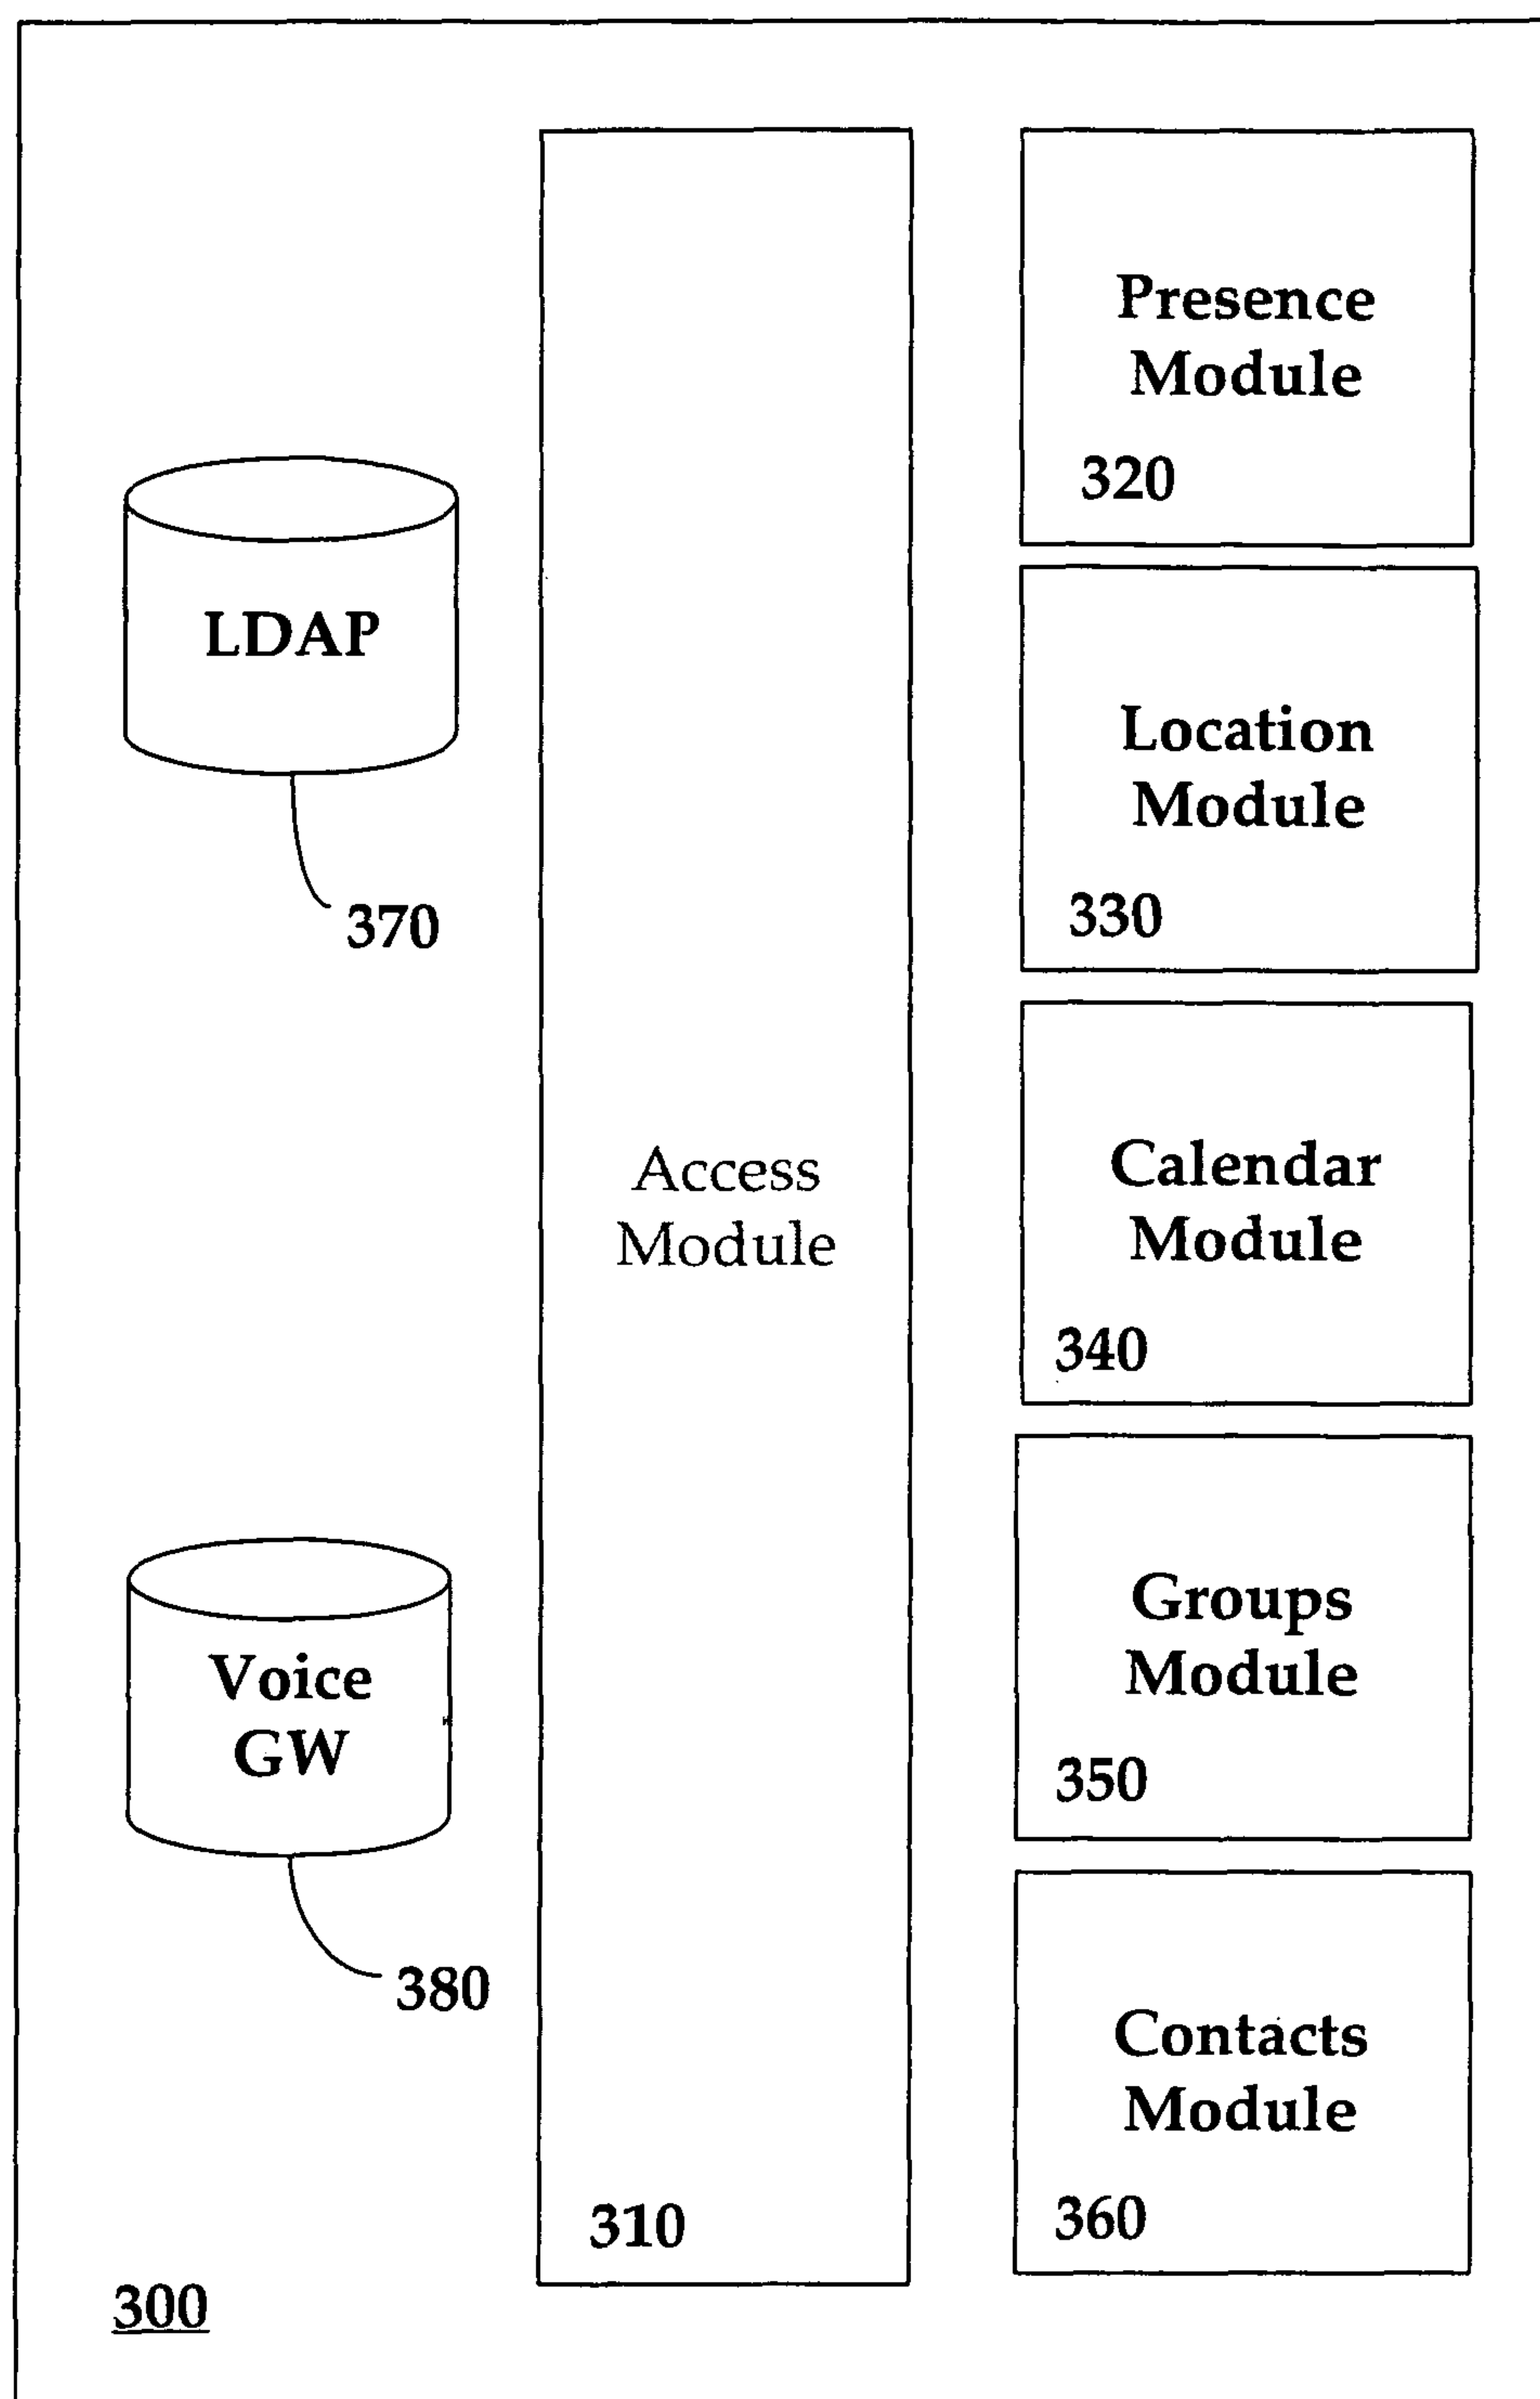 LDAP
370
Voice
GW
380
300
Access
Module
310
Presence
Module
320
Location
Module
330
Calendar
Module
340
Groups
Module
350
Contacts
Module
360